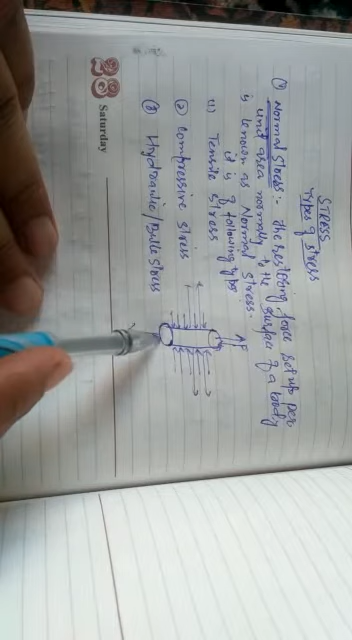 STRESS
Types of stress
① Normal Stress:- The restoring force set up per
unit area normally to the surface of a body
is known as Normal Stress.
it is of following types
(1) Tensile Stress
② Compressive stress
③ Hydraulic/Bulk Stress
F
Saturday